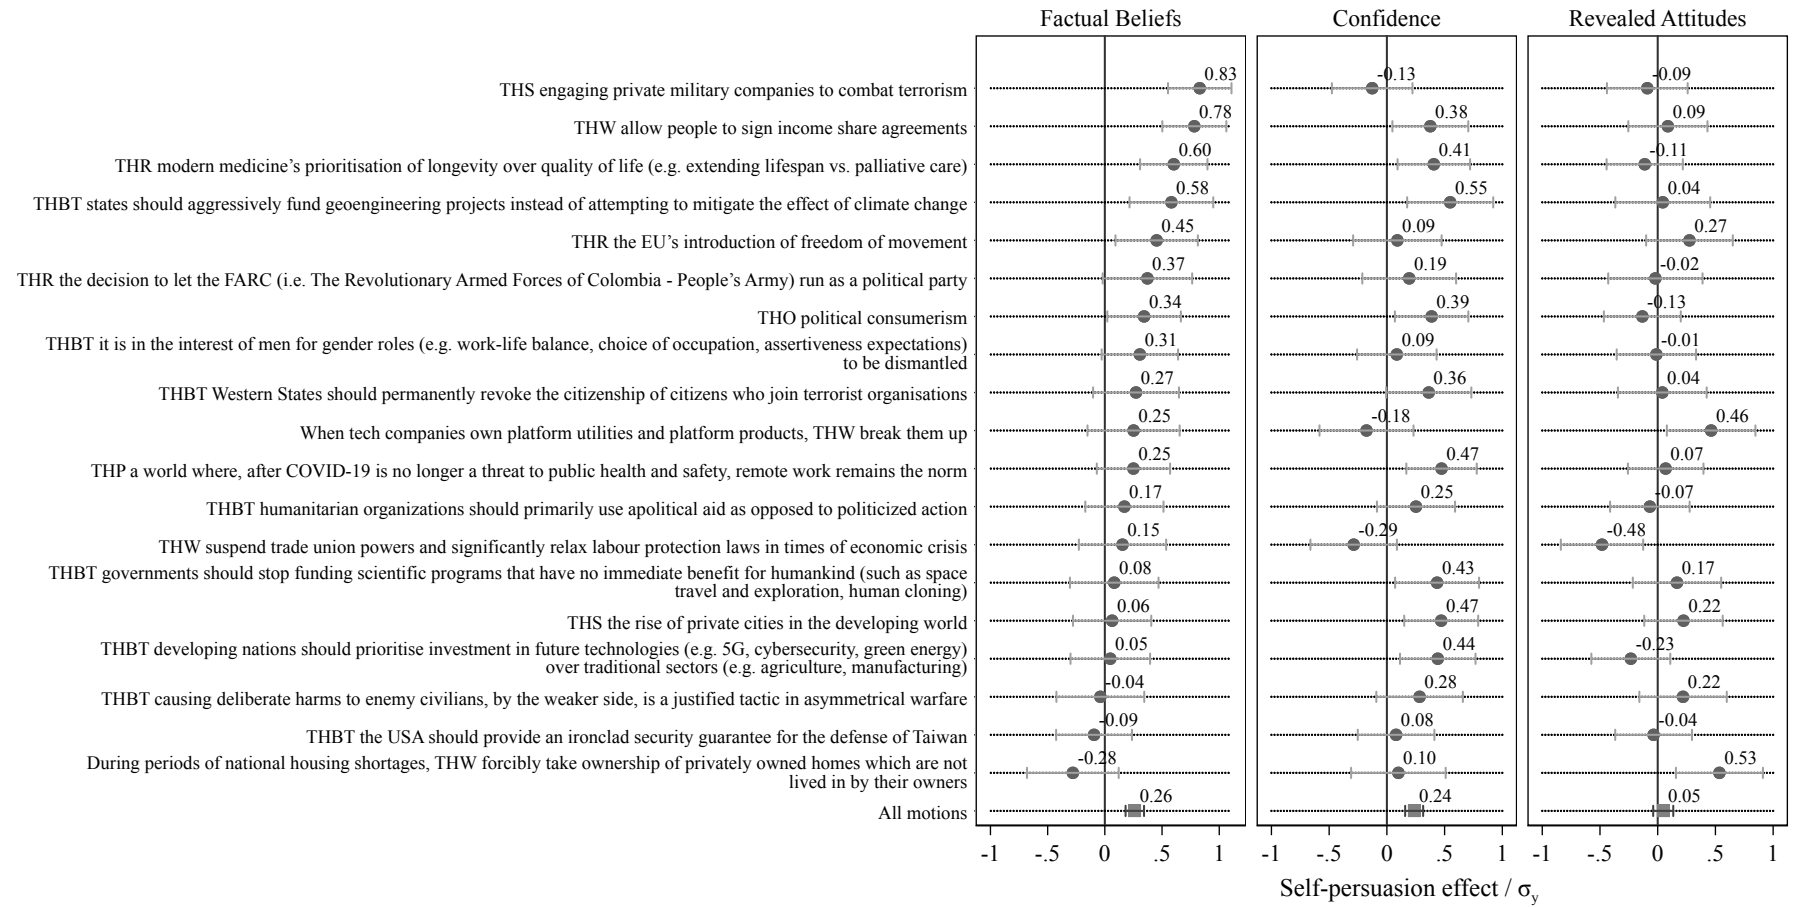 Factual Beliefs Confidence Revealed Attitudes
THS engaging private military companies to combat terrorism 0.83 -0.13 -0.09
THW allow people to sign income share agreements 0.78 0.38 0.09
THR modern medicine’s prioritisation of longevity over quality of life (e.g. extending lifespan vs. palliative care) 0.60 0.41 -0.11
THBT states should aggressively fund geoengineering projects instead of attempting to mitigate the effect of climate change 0.58 0.55 0.04
THR the EU’s introduction of freedom of movement 0.45 0.09 0.27
THR the decision to let the FARC (i.e. The Revolutionary Armed Forces of Colombia - People’s Army) run as a political party 0.37 0.19 -0.02
THO political consumerism 0.34 0.39 -0.13
THBT it is in the interest of men for gender roles (e.g. work-life balance, choice of occupation, assertiveness expectations) 0.31 0.09 -0.01
to be dismantled
THBT Western States should permanently revoke the citizenship of citizens who join terrorist organisations 0.27 0.36 0.04
When tech companies own platform utilities and platform products, THW break them up 0.25 -0.18 0.46
THP a world where, after COVID-19 is no longer a threat to public health and safety, remote work remains the norm 0.25 0.47 0.07
THBT humanitarian organizations should primarily use apolitical aid as opposed to politicized action 0.17 0.25 -0.07
THW suspend trade union powers and significantly relax labour protection laws in times of economic crisis 0.15 -0.29 -0.48
THBT governments should stop funding scientific programs that have no immediate benefit for humankind (such as space 0.08 0.43 0.17
travel and exploration, human cloning)
THS the rise of private cities in the developing world 0.06 0.47 0.22
THBT developing nations should prioritise investment in future technologies (e.g. 5G, cybersecurity, green energy) 0.05 0.44 -0.23
over traditional sectors (e.g. agriculture, manufacturing)
THBT causing deliberate harms to enemy civilians, by the weaker side, is a justified tactic in asymmetrical warfare -0.04 0.28 0.22
THBT the USA should provide an ironclad security guarantee for the defense of Taiwan -0.09 0.08 -0.04
During periods of national housing shortages, THW forcibly take ownership of privately owned homes which are not -0.28 0.10 0.53
lived in by their owners
All motions 0.26 0.24 0.05
-1 -.5 0 .5 1 -1 -.5 0 .5 1 -1 -.5 0 .5 1
Self-persuasion effect / σy